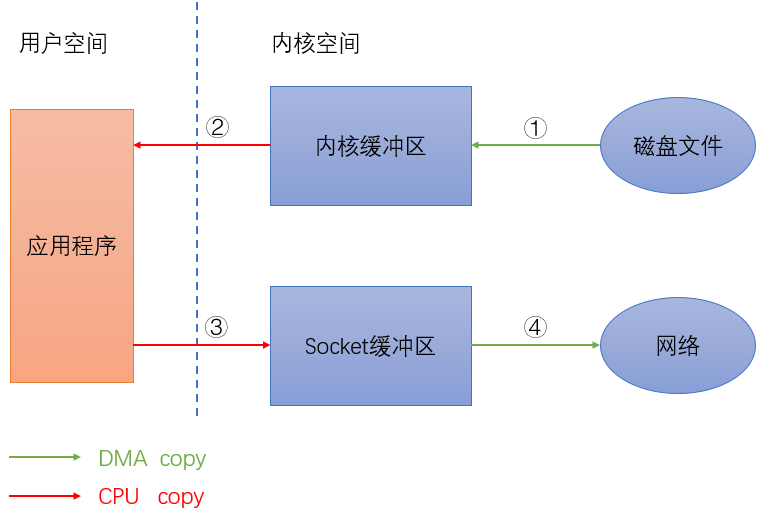 用户空间
内核空间
②
①
内核缓冲区
磁盘文件
应用程序
③
④
Socket缓冲区
网络
DMA copy
CPU copy